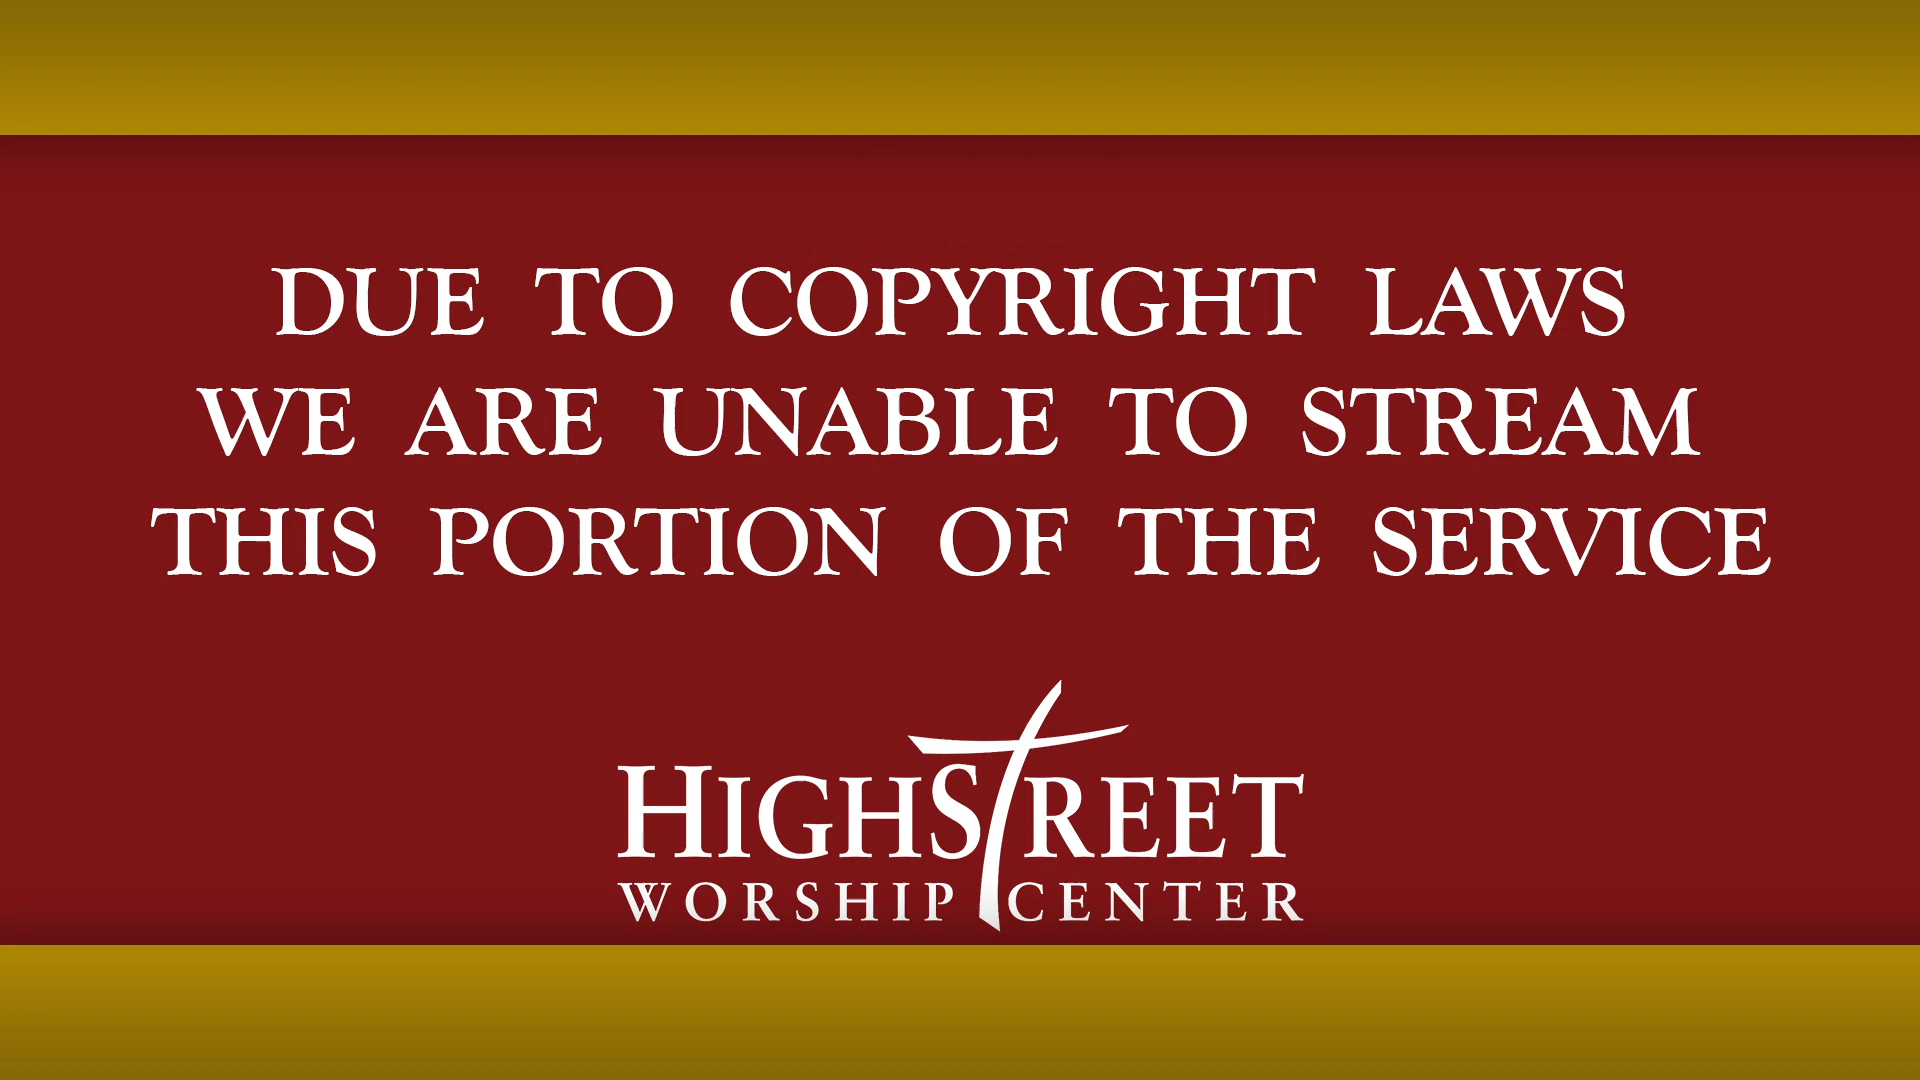 DUE TO COPYRIGHT LAWS
WE ARE UNABLE TO STREAM
THIS PORTION OF THE SERVICE
HIGHSTREET
WORSHIP CENTER